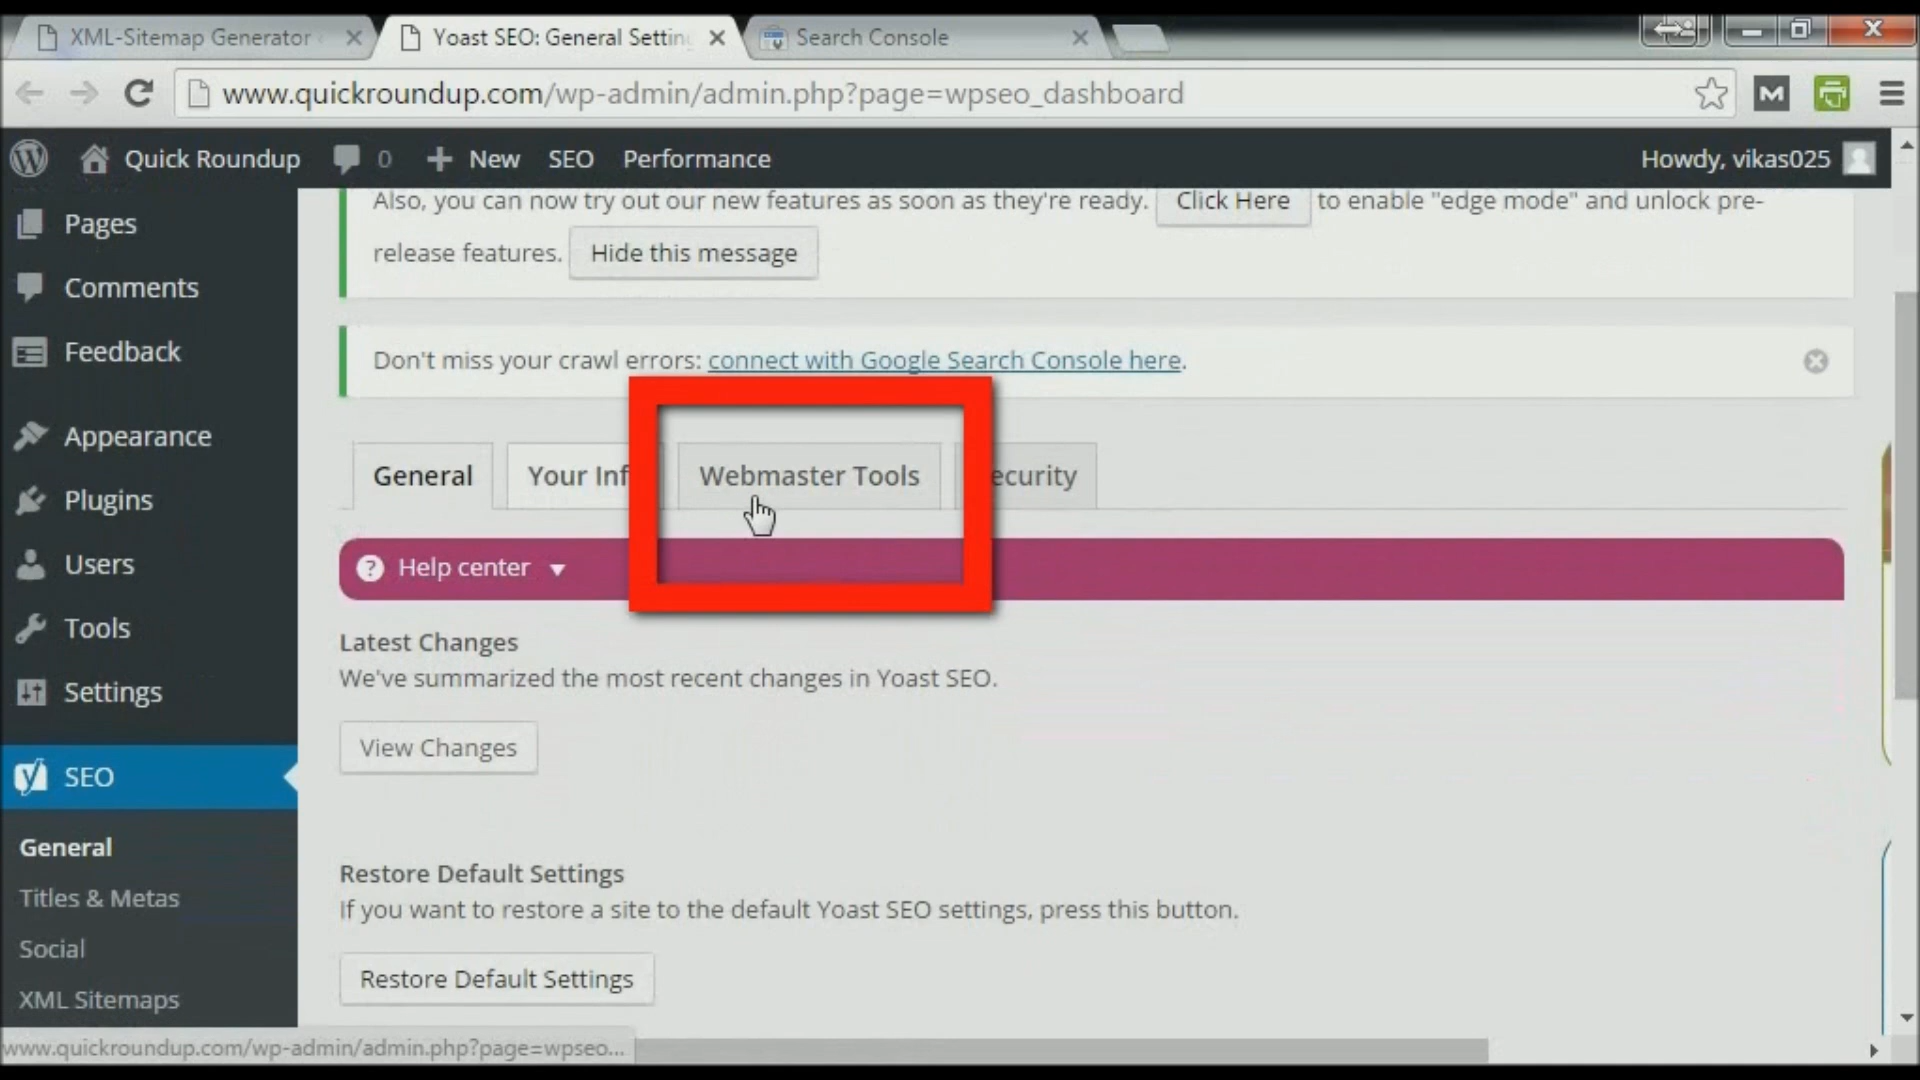 XML-Sitemap Generator
Yoast SEO: General Settin
Search Console
www.quickroundup.com/wp-admin/admin.php?page=wpseo_dashboard
Quick Roundup
0
New
SEO
Performance
Howdy, vikas025
Pages
Comments
Feedback
Appearance
Plugins
Users
Tools
Settings
SEO
General
Titles & Metas
Social
XML Sitemaps
Also, you can now try out our new features as soon as they're ready. Click Here to enable "edge mode" and unlock pre-
release features. Hide this message
Don't miss your crawl errors: connect with Google Search Console here.
General
Your Inf
Webmaster Tools
ecurity
? Help center
Latest Changes
We've summarized the most recent changes in Yoast SEO.
View Changes
Restore Default Settings
If you want to restore a site to the default Yoast SEO settings, press this button.
Restore Default Settings
www.quickroundup.com/wp-admin/admin.php?page=wpseo...